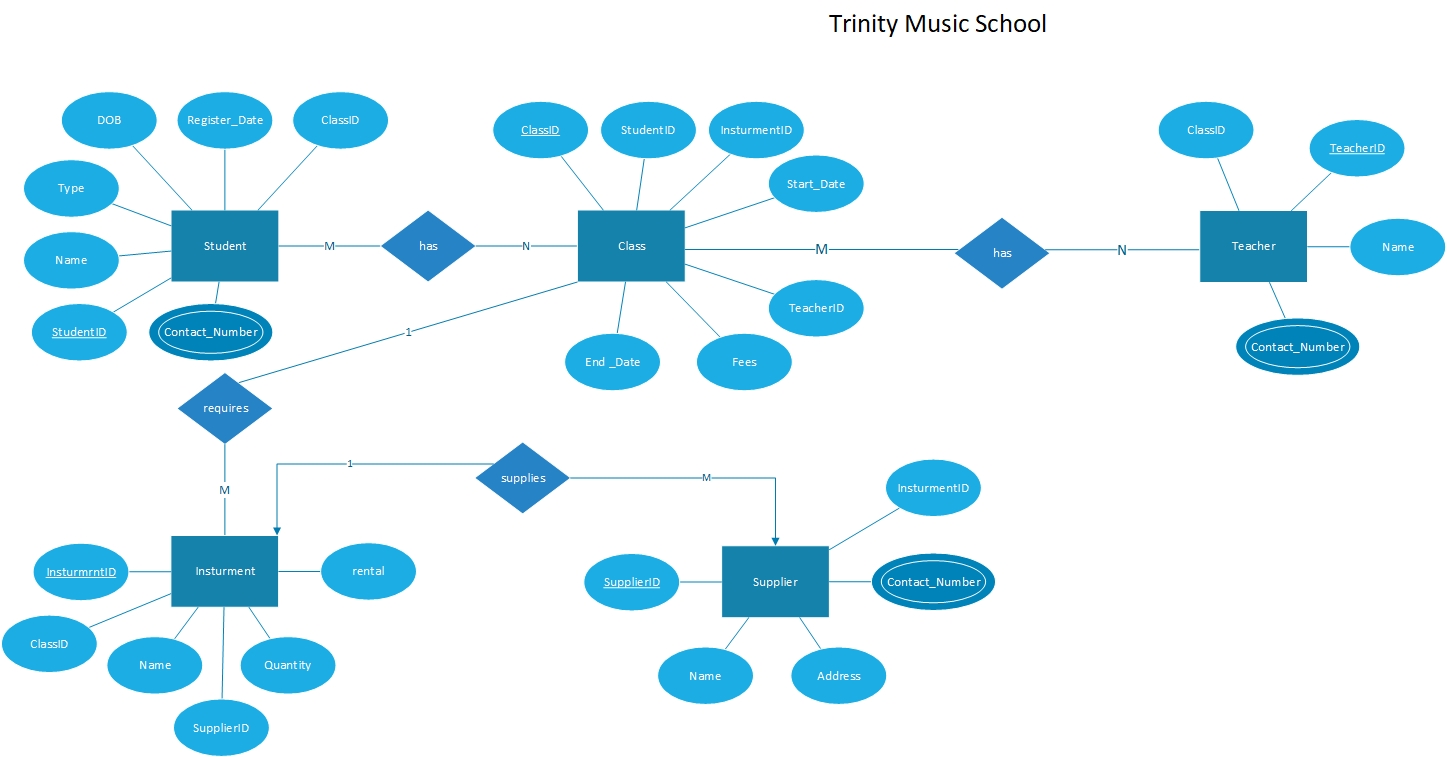 Trinity Music School
DOB
Register_Date
ClassID
Type
Name
StudentID
Contact_Number
Student
M
has
N
ClassID
StudentID
InsturmentID
Start_Date
Class
TeacherID
End _Date
Fees
M
has
N
ClassID
TeacherID
Teacher
Name
Contact_Number
1
requires
M
1
supplies
M
InsturmrntID
Insturment
rental
ClassID
Name
Quantity
SupplierID
InsturmentID
SupplierID
Supplier
Contact_Number
Name
Address